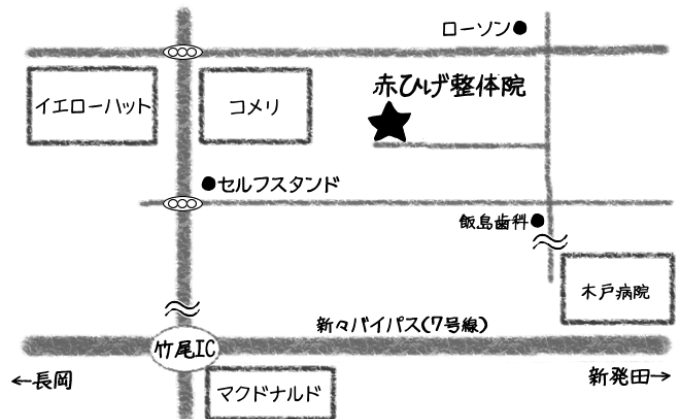 ローソン
赤ひげ整体院
イエローハット
コメリ
セルフスタンド
飯島歯科
木戸病院
新々バイパス(7号線)
竹尾IC
←長岡
新発田→
マクドナルド